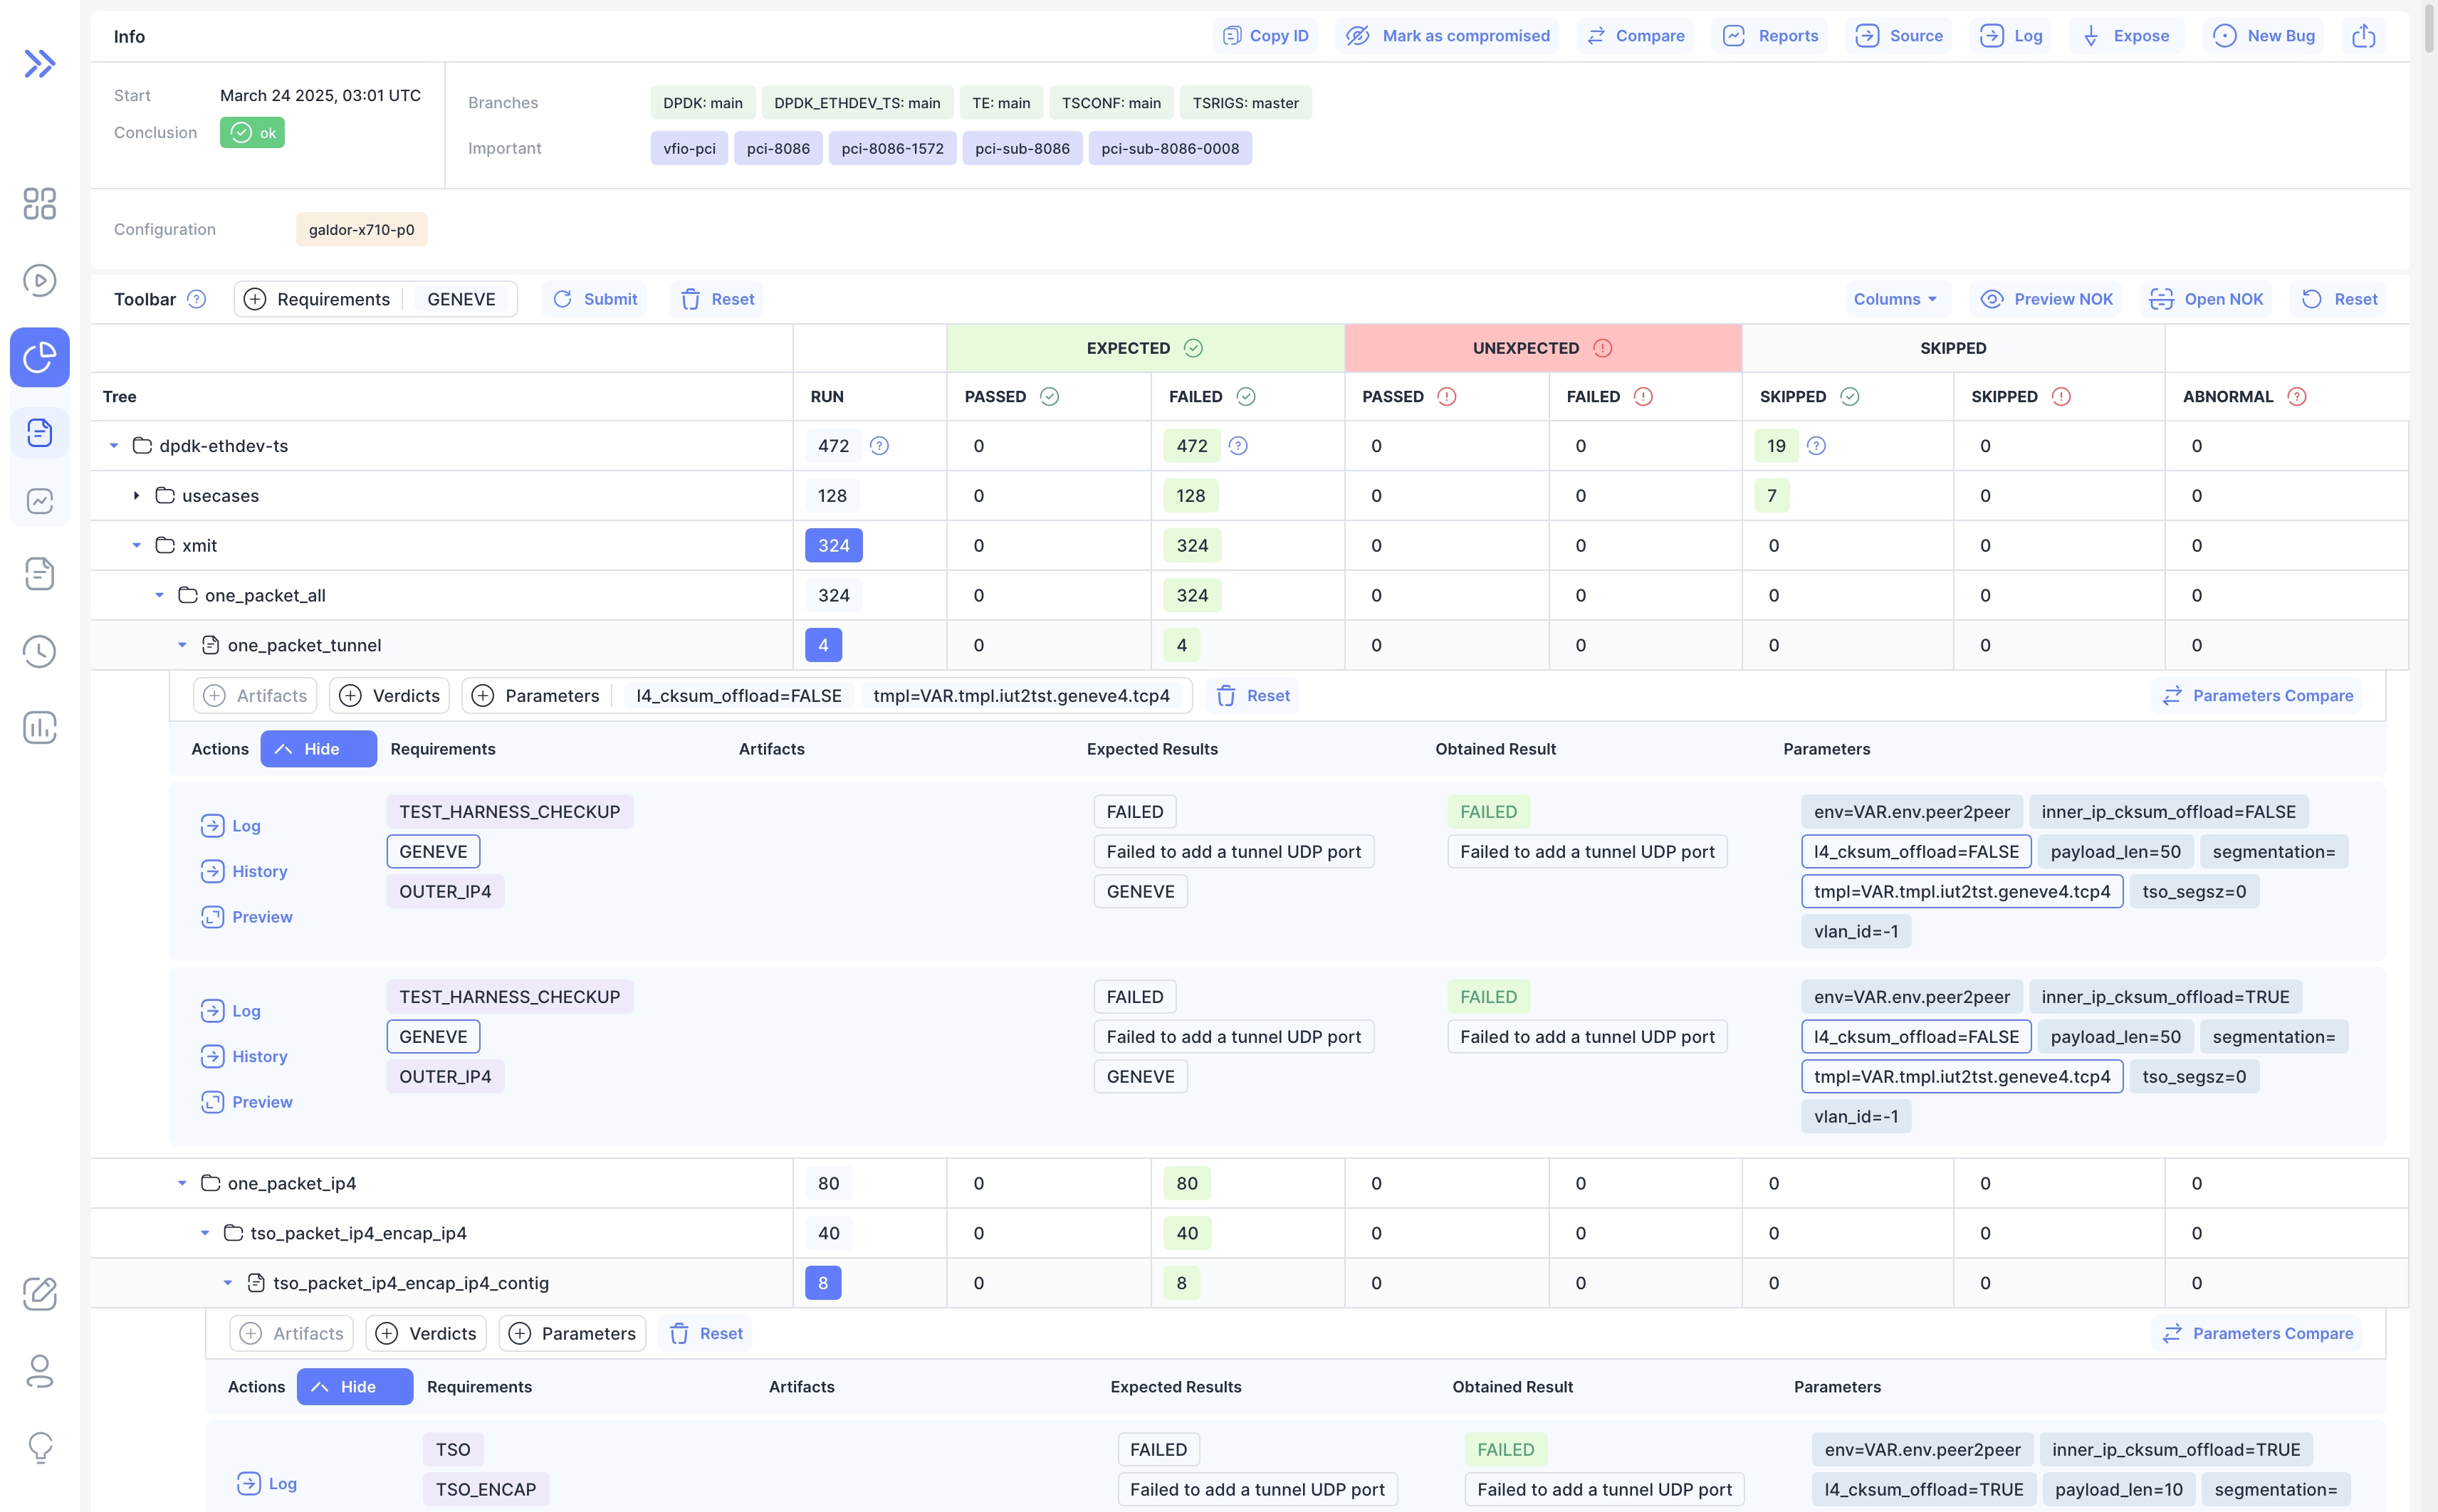 Info Copy ID Mark as compromised Compare Reports Source Log Expose New Bug
Start March 24 2025, 03:01 UTC
Conclusion ok
Branches DPDK: main DPDK_ETHDEV_TS: main TE: main TSCONF: main TSRIGS: master
Important vfio-pci pci-8086 pci-8086-1572 pci-sub-8086 pci-sub-8086-0008
Configuration galdor-x710-p0
Toolbar Requirements GENEVE Submit Reset Columns Preview NOK Open NOK Reset
EXPECTED UNEXPECTED SKIPPED
Tree RUN PASSED FAILED PASSED FAILED SKIPPED SKIPPED ABNORMAL
dpdk-ethdev-ts 472 0 472 0 0 19 0 0
usecases 128 0 128 0 0 7 0 0
xmit 324 0 324 0 0 0 0 0
one_packet_all 324 0 324 0 0 0 0 0
one_packet_tunnel 4 0 4 0 0 0 0 0
Artifacts Verdicts Parameters l4_cksum_offload=FALSE tmpl=VAR.tmpl.iut2tst.geneve4.tcp4 Reset Parameters Compare
Actions Hide Requirements Artifacts Expected Results Obtained Result Parameters
Log
History
Preview
TEST_HARNESS_CHECKUP
GENEVE
OUTER_IP4
FAILED
Failed to add a tunnel UDP port
GENEVE
FAILED
Failed to add a tunnel UDP port
env=VAR.env.peer2peer inner_ip_cksum_offload=FALSE
l4_cksum_offload=FALSE payload_len=50 segmentation=
tmpl=VAR.tmpl.iut2tst.geneve4.tcp4 tso_segsz=0
vlan_id=-1
Log
History
Preview
TEST_HARNESS_CHECKUP
GENEVE
OUTER_IP4
FAILED
Failed to add a tunnel UDP port
GENEVE
FAILED
Failed to add a tunnel UDP port
env=VAR.env.peer2peer inner_ip_cksum_offload=TRUE
l4_cksum_offload=FALSE payload_len=50 segmentation=
tmpl=VAR.tmpl.iut2tst.geneve4.tcp4 tso_segsz=0
vlan_id=-1
one_packet_ip4 80 0 80 0 0 0 0 0
tso_packet_ip4_encap_ip4 40 0 40 0 0 0 0 0
tso_packet_ip4_encap_ip4_contig 8 0 8 0 0 0 0 0
Artifacts Verdicts Parameters Reset Parameters Compare
Actions Hide Requirements Artifacts Expected Results Obtained Result Parameters
Log
TSO
TSO_ENCAP
FAILED
Failed to add a tunnel UDP port
FAILED
Failed to add a tunnel UDP port
env=VAR.env.peer2peer inner_ip_cksum_offload=TRUE
l4_cksum_offload=TRUE payload_len=10 segmentation=